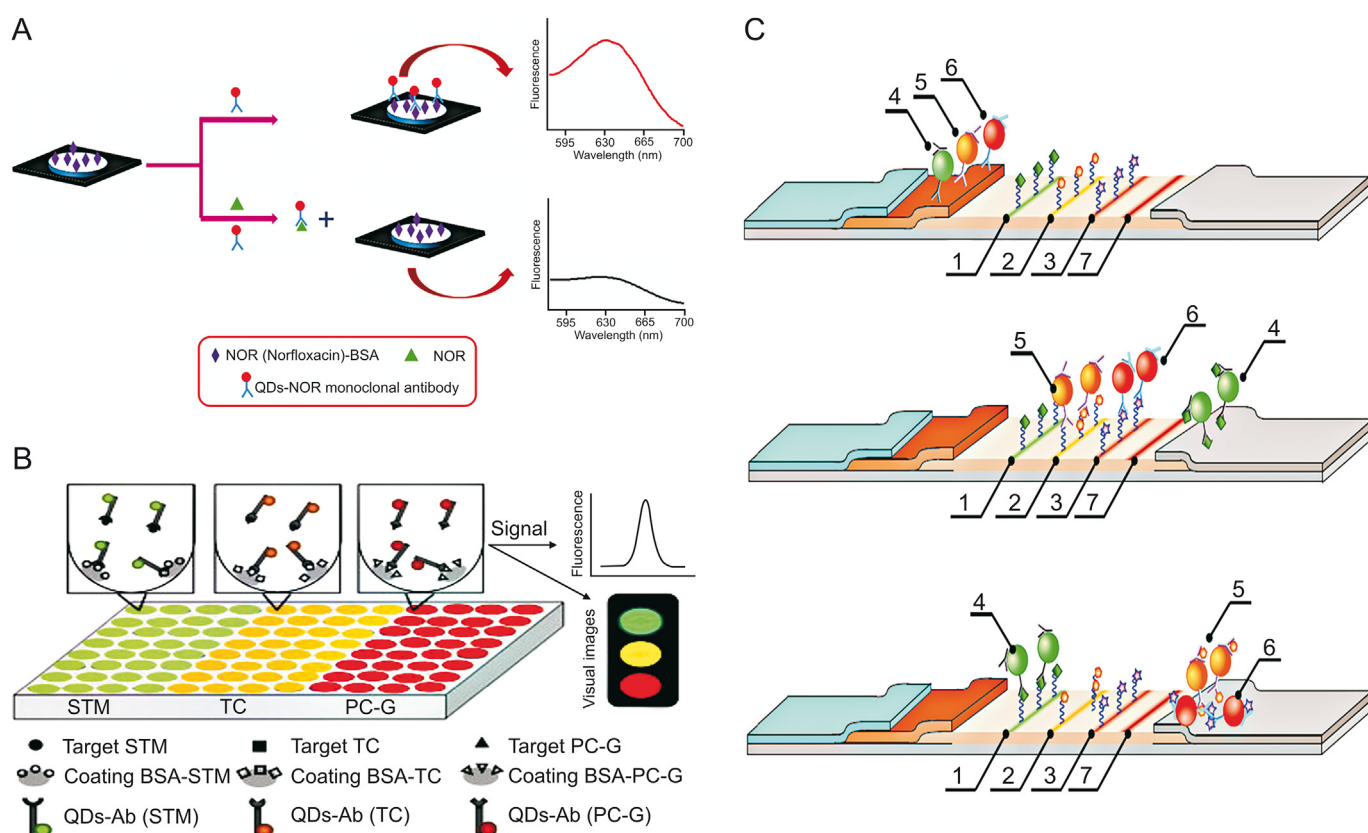 A
Fluorescence
595 630 665 700
Wavelength (nm)
+
Fluorescence
595 630 665 700
Wavelength (nm)
NOR (Norfloxacin)-BSA NOR
QDs-NOR monoclonal antibody
B
Signal
Fluorescence
Visual images
STM TC PC-G
Target STM Target TC Target PC-G
Coating BSA-STM Coating BSA-TC Coating BSA-PC-G
QDs-Ab (STM) QDs-Ab (TC) QDs-Ab (PC-G)
C
6
5
4
1 2 3 7
6
5 4
1 2 3 7
4 5
6
1 2 3 7